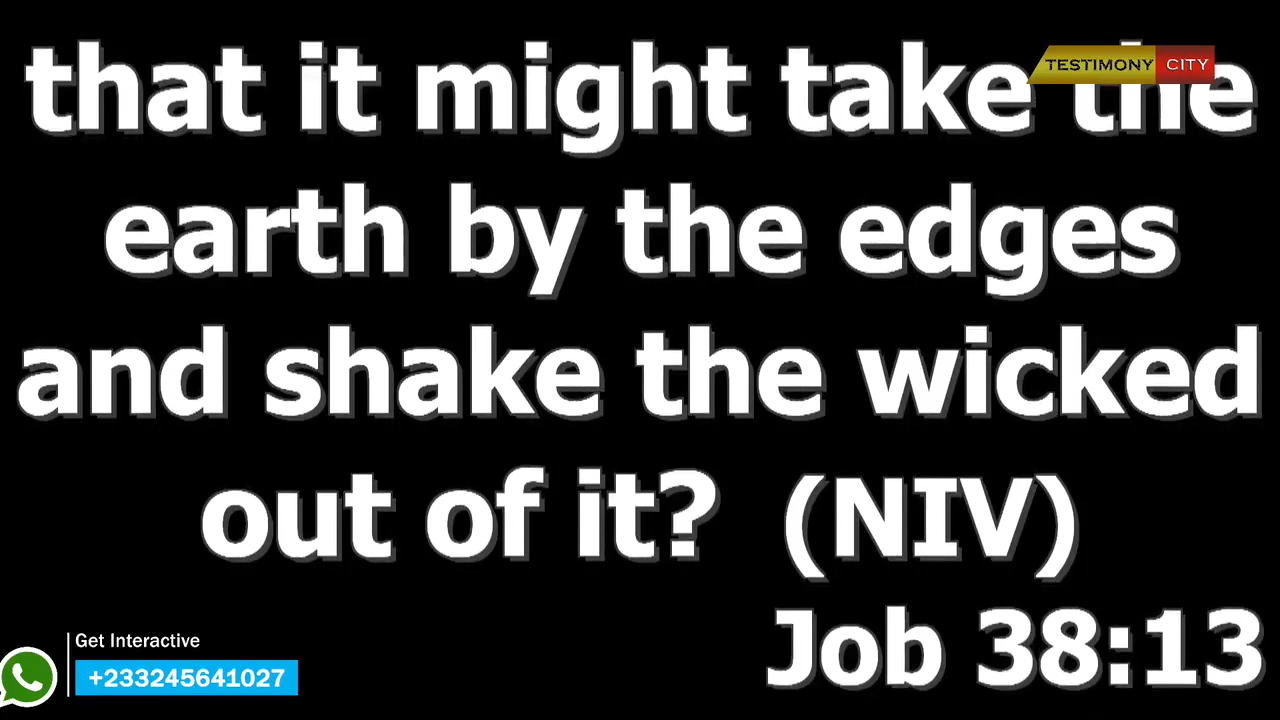 that it might take the
TESTIMONY CITY
earth by the edges
and shake the wicked
out of it? (NIV)
Job 38:13
Get Interactive
+233245641027